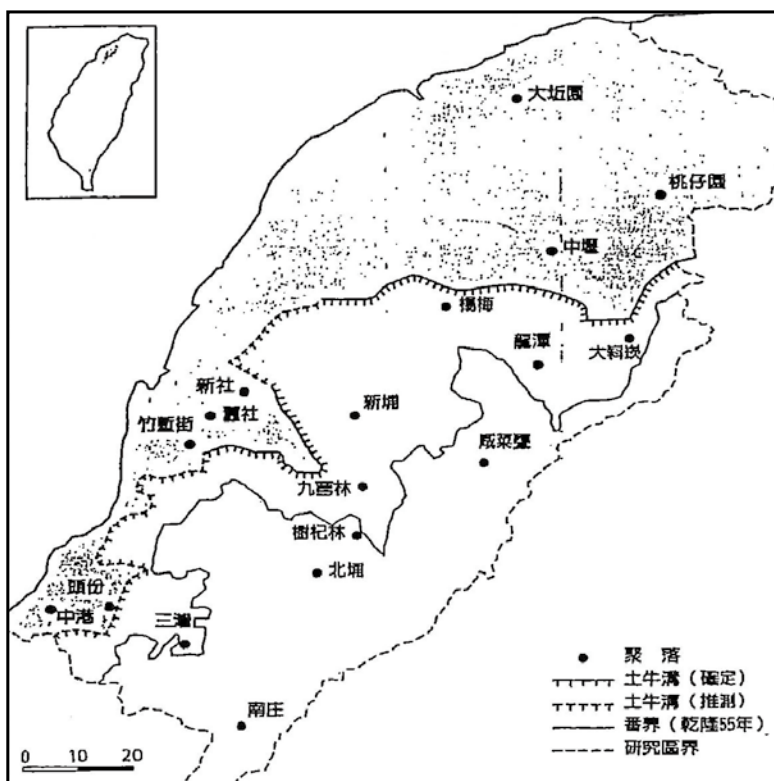 大坵園
桃仔園
中壢
楊梅
龍潭
大料崁
新社
舊社
新埔
竹塹街
咸菜甕
九芎林
樹杞林
北埔
頭份
中港
三灣
南庄
聚 落
土牛溝(確定)
土牛溝(推測)
番界(乾隆55年)
研究區界
0 10 20